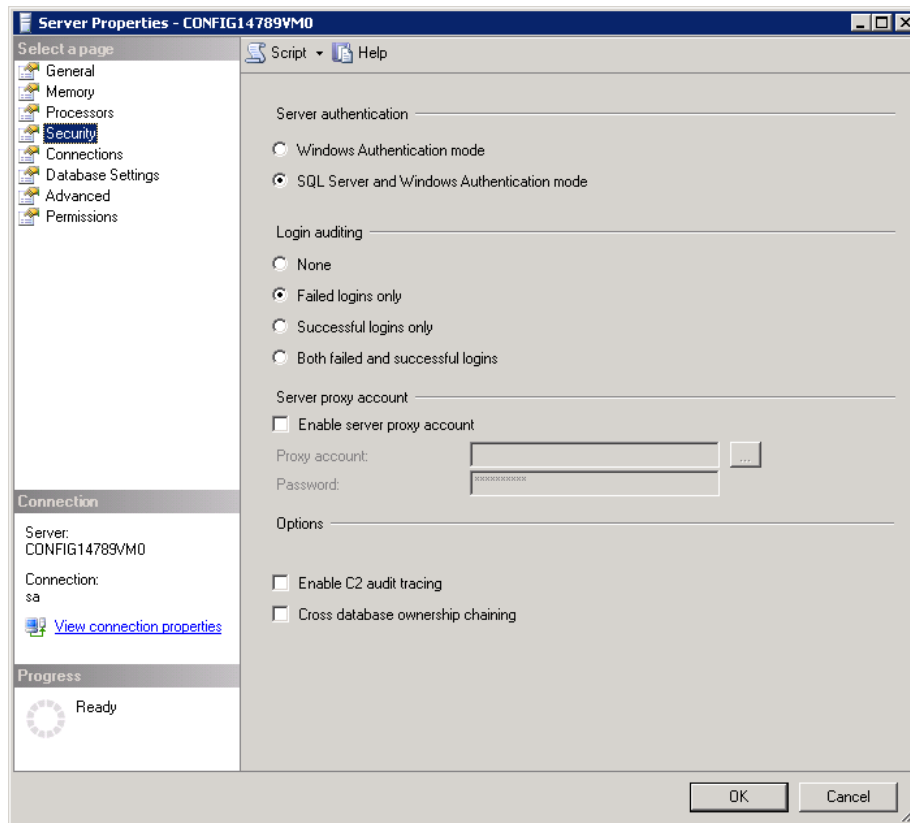 Server Properties - CONFIG14789VM0
Select a page
General
Memory
Processors
Security
Connections
Database Settings
Advanced
Permissions
Script Help
Server authentication
Windows Authentication mode
SQL Server and Windows Authentication mode
Login auditing
None
Failed logins only
Successful logins only
Both failed and successful logins
Server proxy account
Enable server proxy account
Proxy account:
...
Password:
**********
Options
Enable C2 audit tracing
Cross database ownership chaining
Connection
Server:
CONFIG14789VM0
Connection:
sa
View connection properties
Progress
Ready
OK Cancel